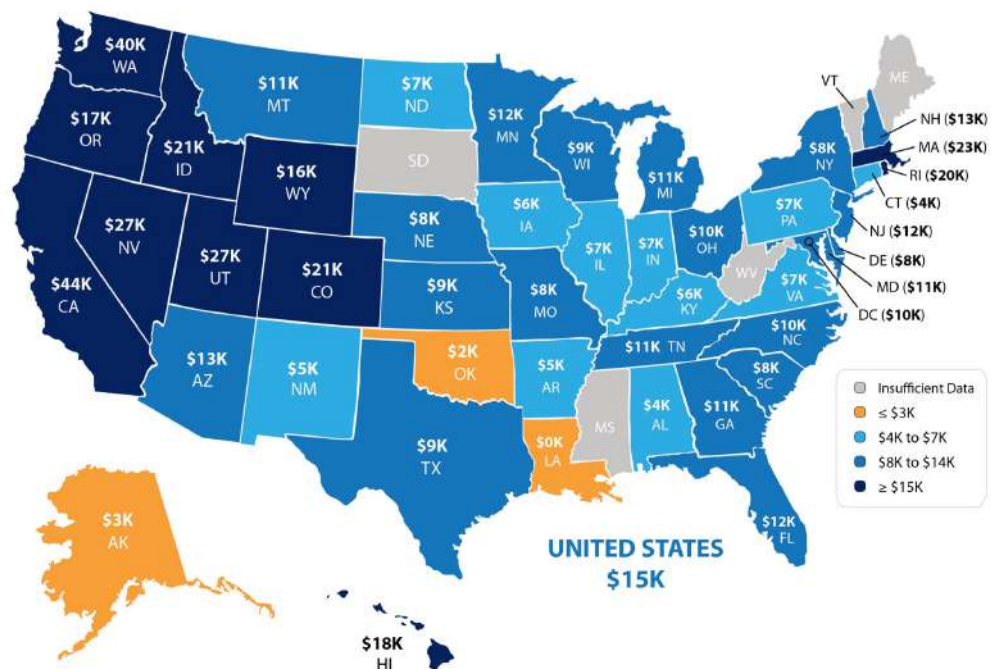 $40K
WA
$11K
MT
$7K
ND
$12K
MN
VT
ME
$17K
OR
$21K
ID
SD
$9K
WI
$8K
NY
NH ($13K)
MA ($23K)
RI ($20K)
CT ($4K)
$16K
WY
$11K
MI
$6K
IA
$7K
PA
NJ ($12K)
$8K
NE
$27K
NV
$27K
UT
$21K
CO
$7K
IL
$7K
IN
$10K
OH
DE ($8K)
MD ($11K)
DC ($10K)
WV
$7K
VA
$44K
CA
$9K
KS
$8K
MO
$6K
KY
$10K
NC
$11K TN
$13K
AZ
$5K
NM
$2K
OK
$5K
AR
$8K
SC
MS
$4K
AL
$11K
GA
$9K
TX
$0K
LA
$12K
FL
Insufficient Data
≤ $3K
$4K to $7K
$8K to $14K
≥ $15K
$3K
AK
UNITED STATES
$15K
$18K
HI